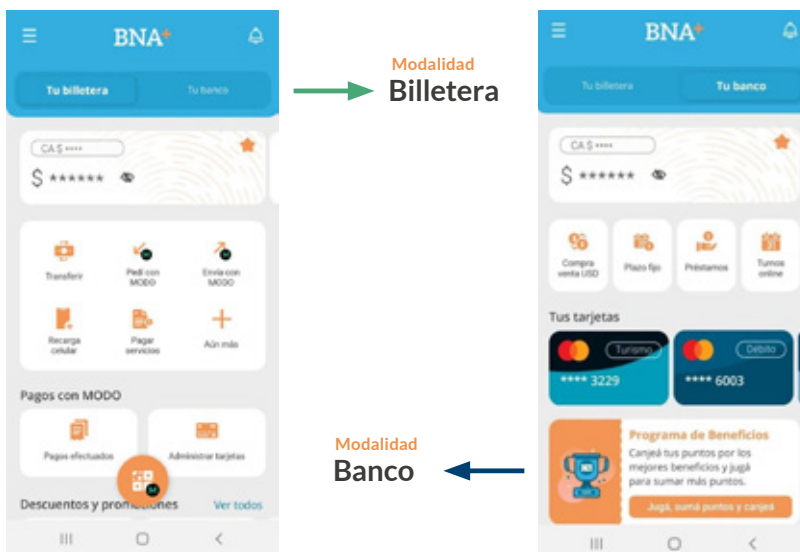 BNA+
Tu billetera
Tu banco
CA $ ••••
$ ******
Transferir
Pedí con
MODO
Envía con
MODO
Recarga
celular
Pagar
servicios
Aún más
Pagos con MODO
Pagos efectuados
Administrar tarjetas
Descuentos y promociones
Ver todos
Modalidad
Billetera
Modalidad
Banco
BNA+
Tu billetera
Tu banco
CA $ ••••
$ ******
Compra
venta USD
Plazo fijo
Préstamos
Turnos
online
Tus tarjetas
Turismo
**** 3229
Débito
**** 6003
Programa de Beneficios
Canjeá tus puntos por los
mejores beneficios y jugá
para sumar más puntos.
Jugá, sumá puntos y canjeá